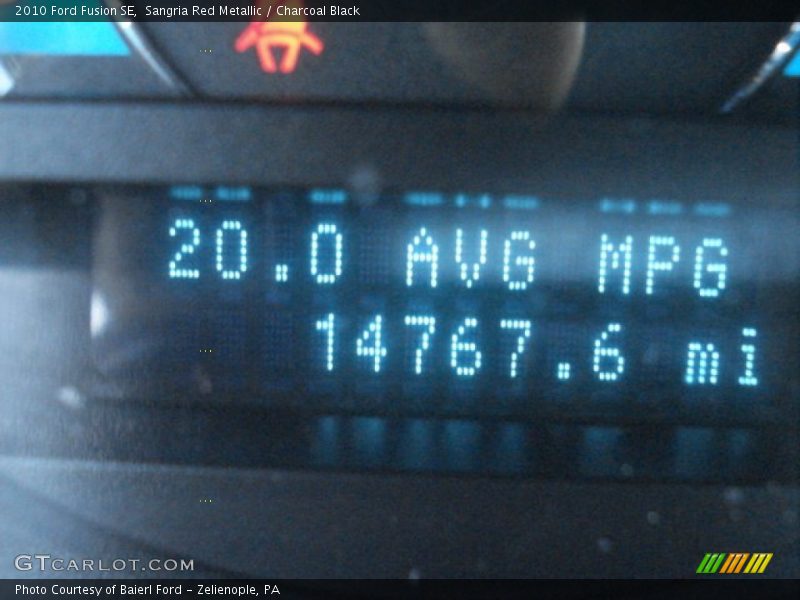 2010 Ford Fusion SE, Sangria Red Metallic / Charcoal Black
20.0 AVG MPG
14767.6 mi
GTCARLOT.COM
Photo Courtesy of Baierl Ford - Zelienople, PA